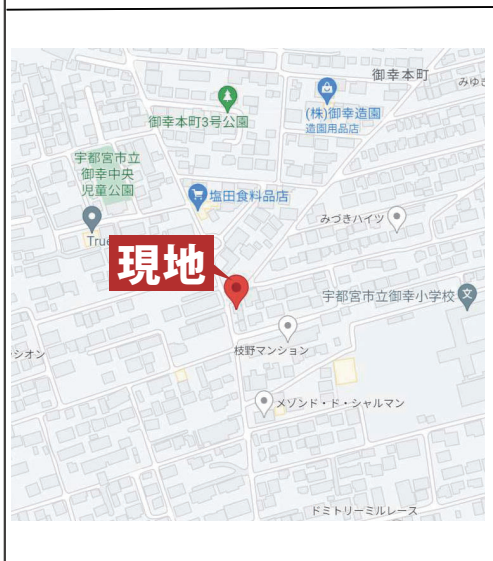 御幸本町
みゆき
(株)御幸造園
造園用品店
御幸本町3号公園
宇都宮市立
御幸中央
児童公園
塩田食料品店
みづきハイツ
True
現地
宇都宮市立御幸小学校
文
シオン
枝野マンション
メゾンド・ド・シャルマン
ドミトリーミルレース